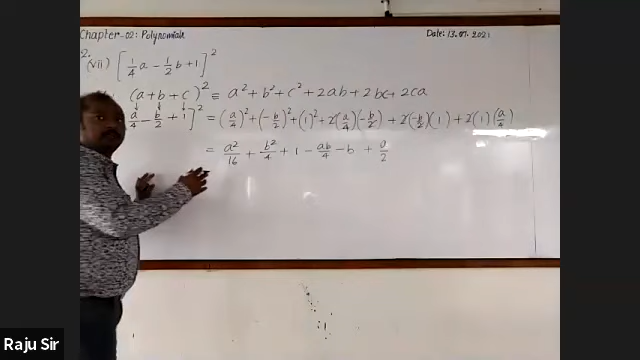 Chapter-02: Polynomials
Date: 13.07.2021
2.
(vii) [1/4 a - 1/2 b + 1]²
(a + b + c)² = a² + b² + c² + 2ab + 2bc + 2ca
a/4 - b/2 + 1]² = (a/4)² + (-b/2)² + (1)² + 2(a/4)(-b/2) + 2(-b/2)(1) + 2(1)(a/4)
= a²/16 + b²/4 + 1 - ab/4 - b + a/2
Raju Sir